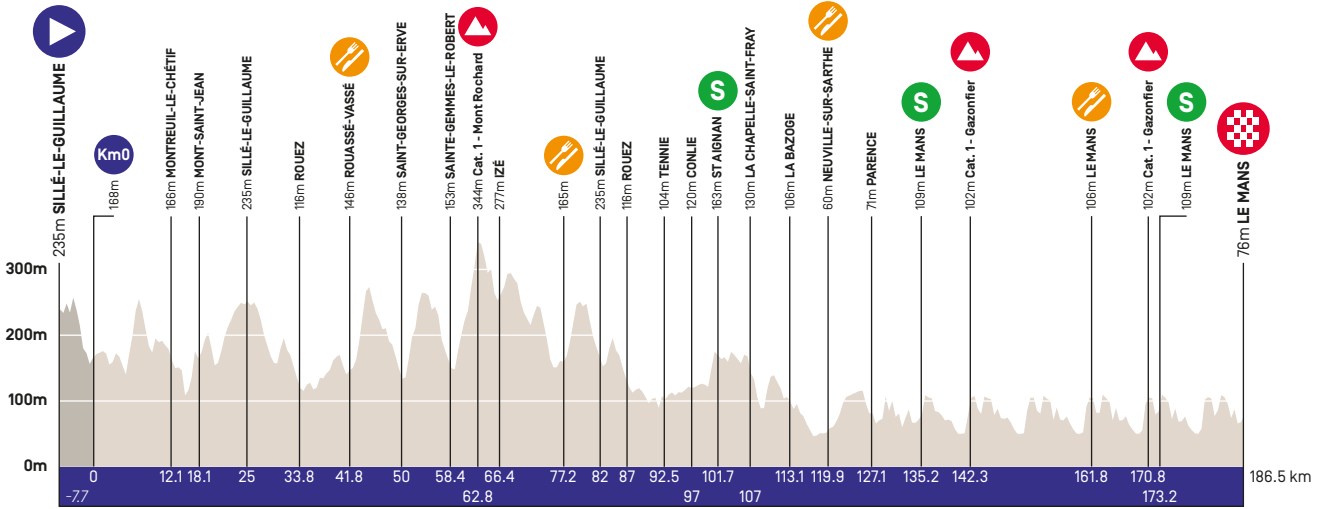 235m SILLÉ-LE-GUILLAUME
Km0
168m
166m MONTREUIL-LE-CHÉTIF
190m MONT-SAINT-JEAN
235m SILLÉ-LE-GUILLAUME
116m ROUEZ
146m ROUASSÉ-VASSÉ
138m SAINT-GEORGES-SUR-ERVE
153m SAINTE-GEMMES-LE-ROBERT
344m Cat. 1 - Mont Rochard
277m IZÉ
165m
235m SILLÉ-LE-GUILLAUME
116m ROUEZ
104m TENNIE
120m CONLIE
S
163m ST AIGNAN
130m LA CHAPELLE-SAINT-FRAY
106m LA BAZOGE
60m NEUVILLE-SUR-SARTHE
71m PARENCE
S
109m LE MANS
102m Cat. 1 - Gazonfier
106m LE MANS
102m Cat. 1 - Gazonfier
S
109m LE MANS
76m LE MANS
300m
200m
100m
0m
0 12.1 18.1 25 33.8 41.8 50 58.4 66.4 77.2 82 87 92.5 101.7 113.1 119.9 127.1 135.2 142.3 161.8 170.8 186.5 km
-7.7 62.8 97 107 173.2